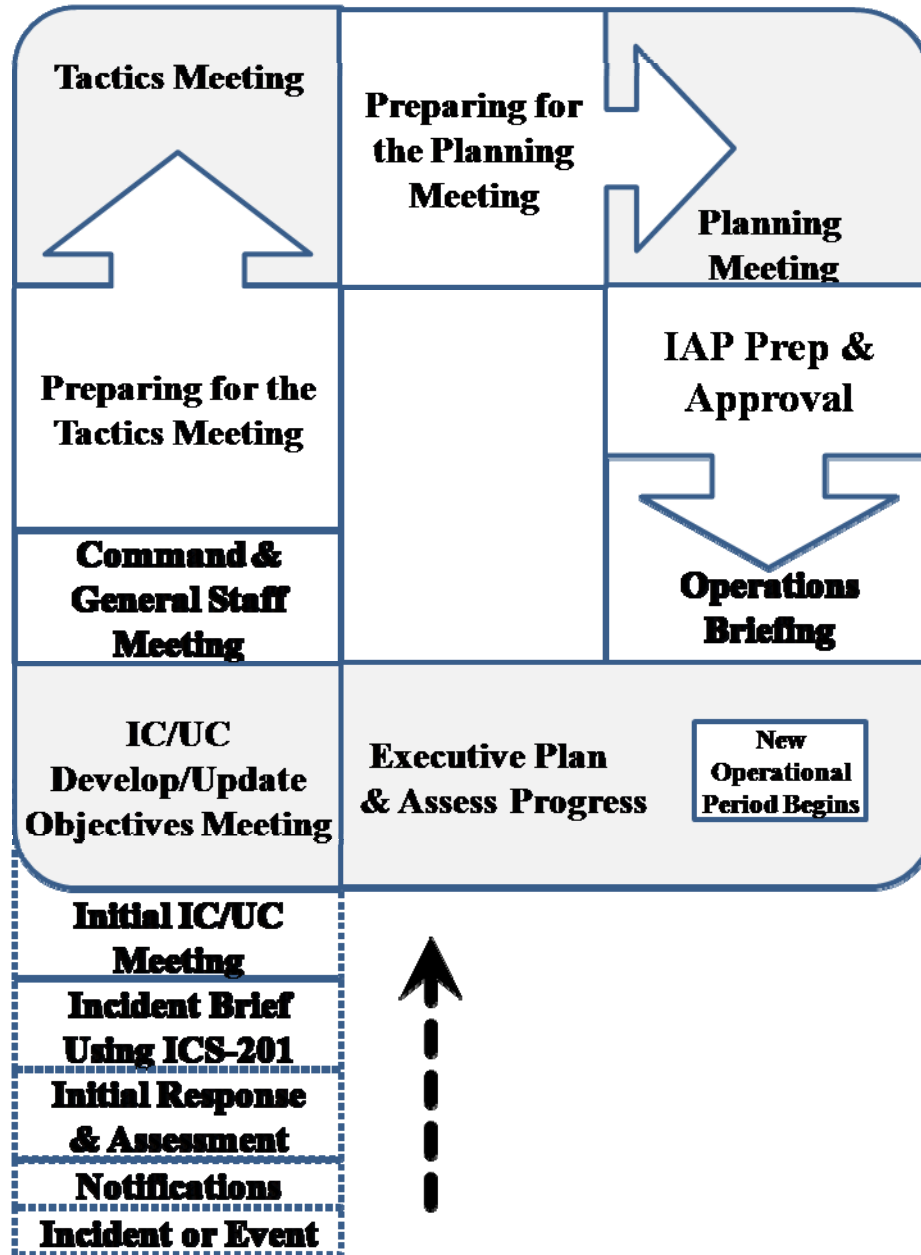 Tactics Meeting
Preparing for
the Planning
Meeting
Planning
Meeting
Preparing for the
Tactics Meeting
IAP Prep &
Approval
Command &
General Staff
Meeting
Operations
Briefing
IC/UC
Develop/Update
Objectives Meeting
Executive Plan
& Assess Progress
New
Operational
Period Begins
Initial IC/UC
Meeting
Incident Brief
Using ICS-201
Initial Response
& Assessment
Notifications
Incident or Event